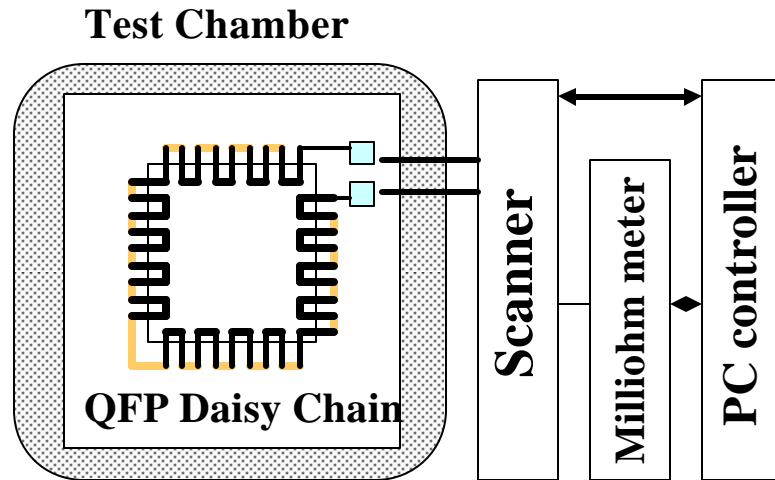 Test Chamber
QFP Daisy Chain
Scanner
Milliohm meter
PC controller